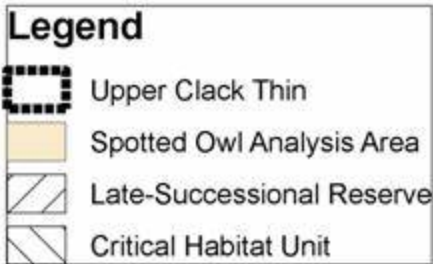 Legend
Upper Clack Thin
Spotted Owl Analysis Area
Late-Successional Reserve
Critical Habitat Unit